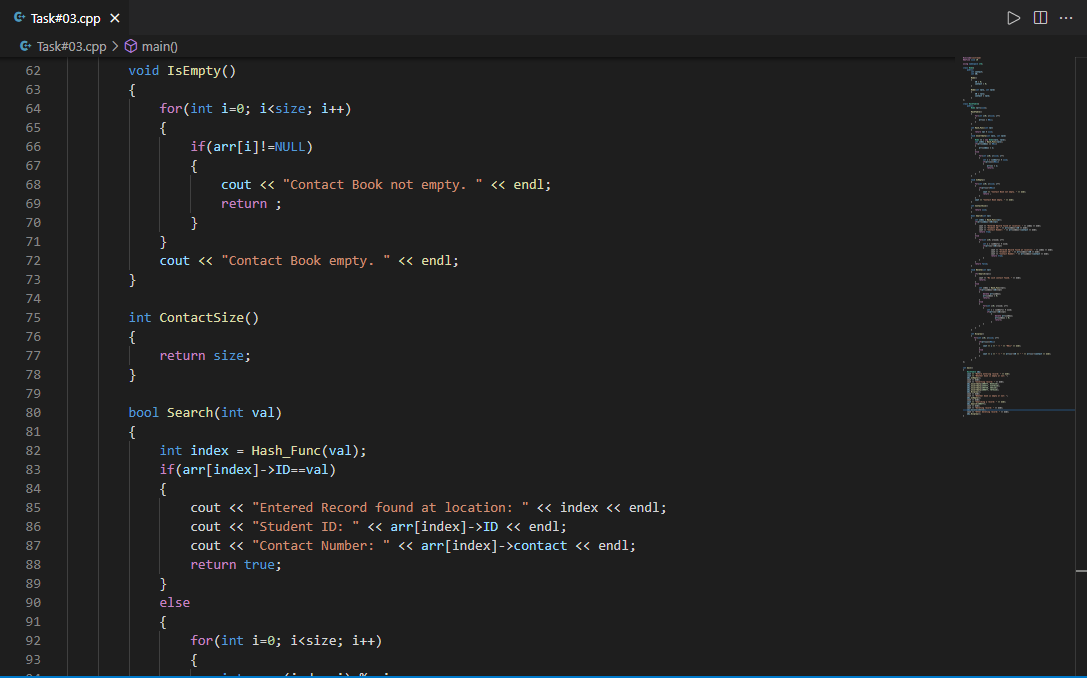 Task#03.cpp
Task#03.cpp > main()
62 void IsEmpty()
63 {
64 for(int i=0; i<size; i++)
65 {
66 if(arr[i]!=NULL)
67 {
68 cout << "Contact Book not empty. " << endl;
69 return ;
70 }
71 }
72 cout << "Contact Book empty. " << endl;
73 }
74
75 int ContactSize()
76 {
77 return size;
78 }
79
80 bool Search(int val)
81 {
82 int index = Hash_Func(val);
83 if(arr[index]->ID==val)
84 {
85 cout << "Entered Record found at location: " << index << endl;
86 cout << "Student ID: " << arr[index]->ID << endl;
87 cout << "Contact Number: " << arr[index]->contact << endl;
88 return true;
89 }
90 else
91 {
92 for(int i=0; i<size; i++)
93 {